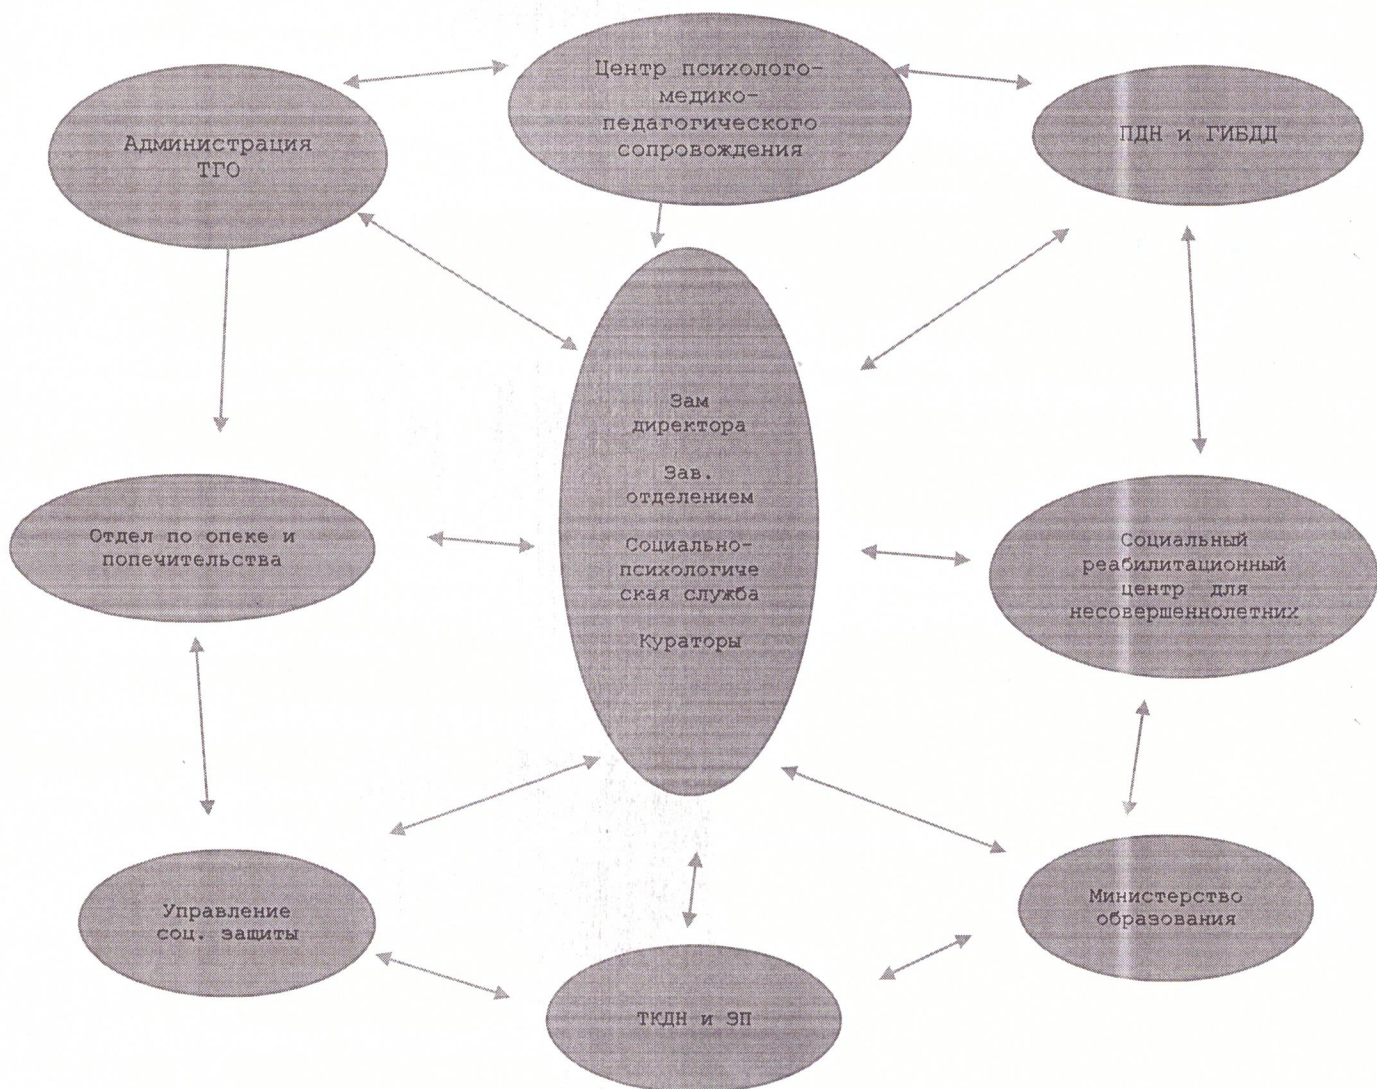 Центр психолого-
медико-
педагогического
сопровождения
Администрация
ТГО
ПДН и ГИБДД
Зам
директора
Зав.
отделением
Социально-
психологиче
ская служба
Кураторы
Отдел по опеке и
попечительства
Социальный
реабилитационный
центр для
несовершеннолетних
Управление
соц. защиты
Министерство
образования
ТКДН и ЗП